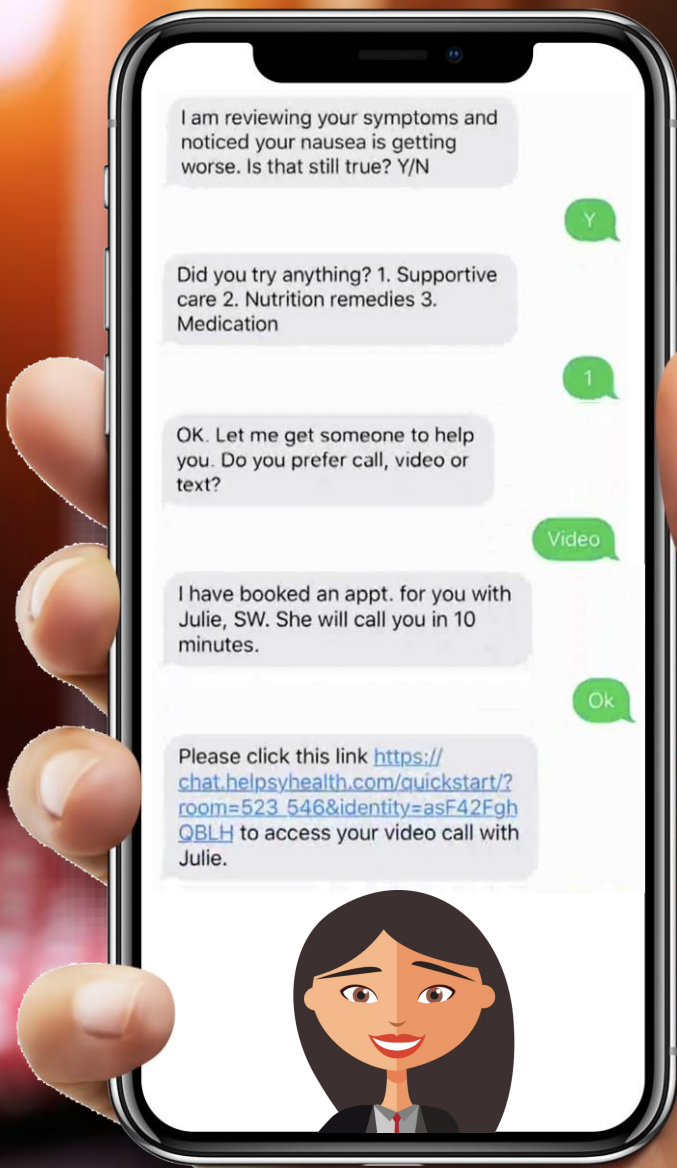 I am reviewing your symptoms and
noticed your nausea is getting
worse. Is that still true? Y/N
Y
Did you try anything? 1. Supportive
care 2. Nutrition remedies 3.
Medication
1
OK. Let me get someone to help
you. Do you prefer call, video or
text?
Video
I have booked an appt. for you with
Julie, SW. She will call you in 10
minutes.
Ok
Please click this link https://
chat.helpsyhealth.com/quickstart/?
room=523_546&identity=asF42Fgh
QBLH to access your video call with
Julie.